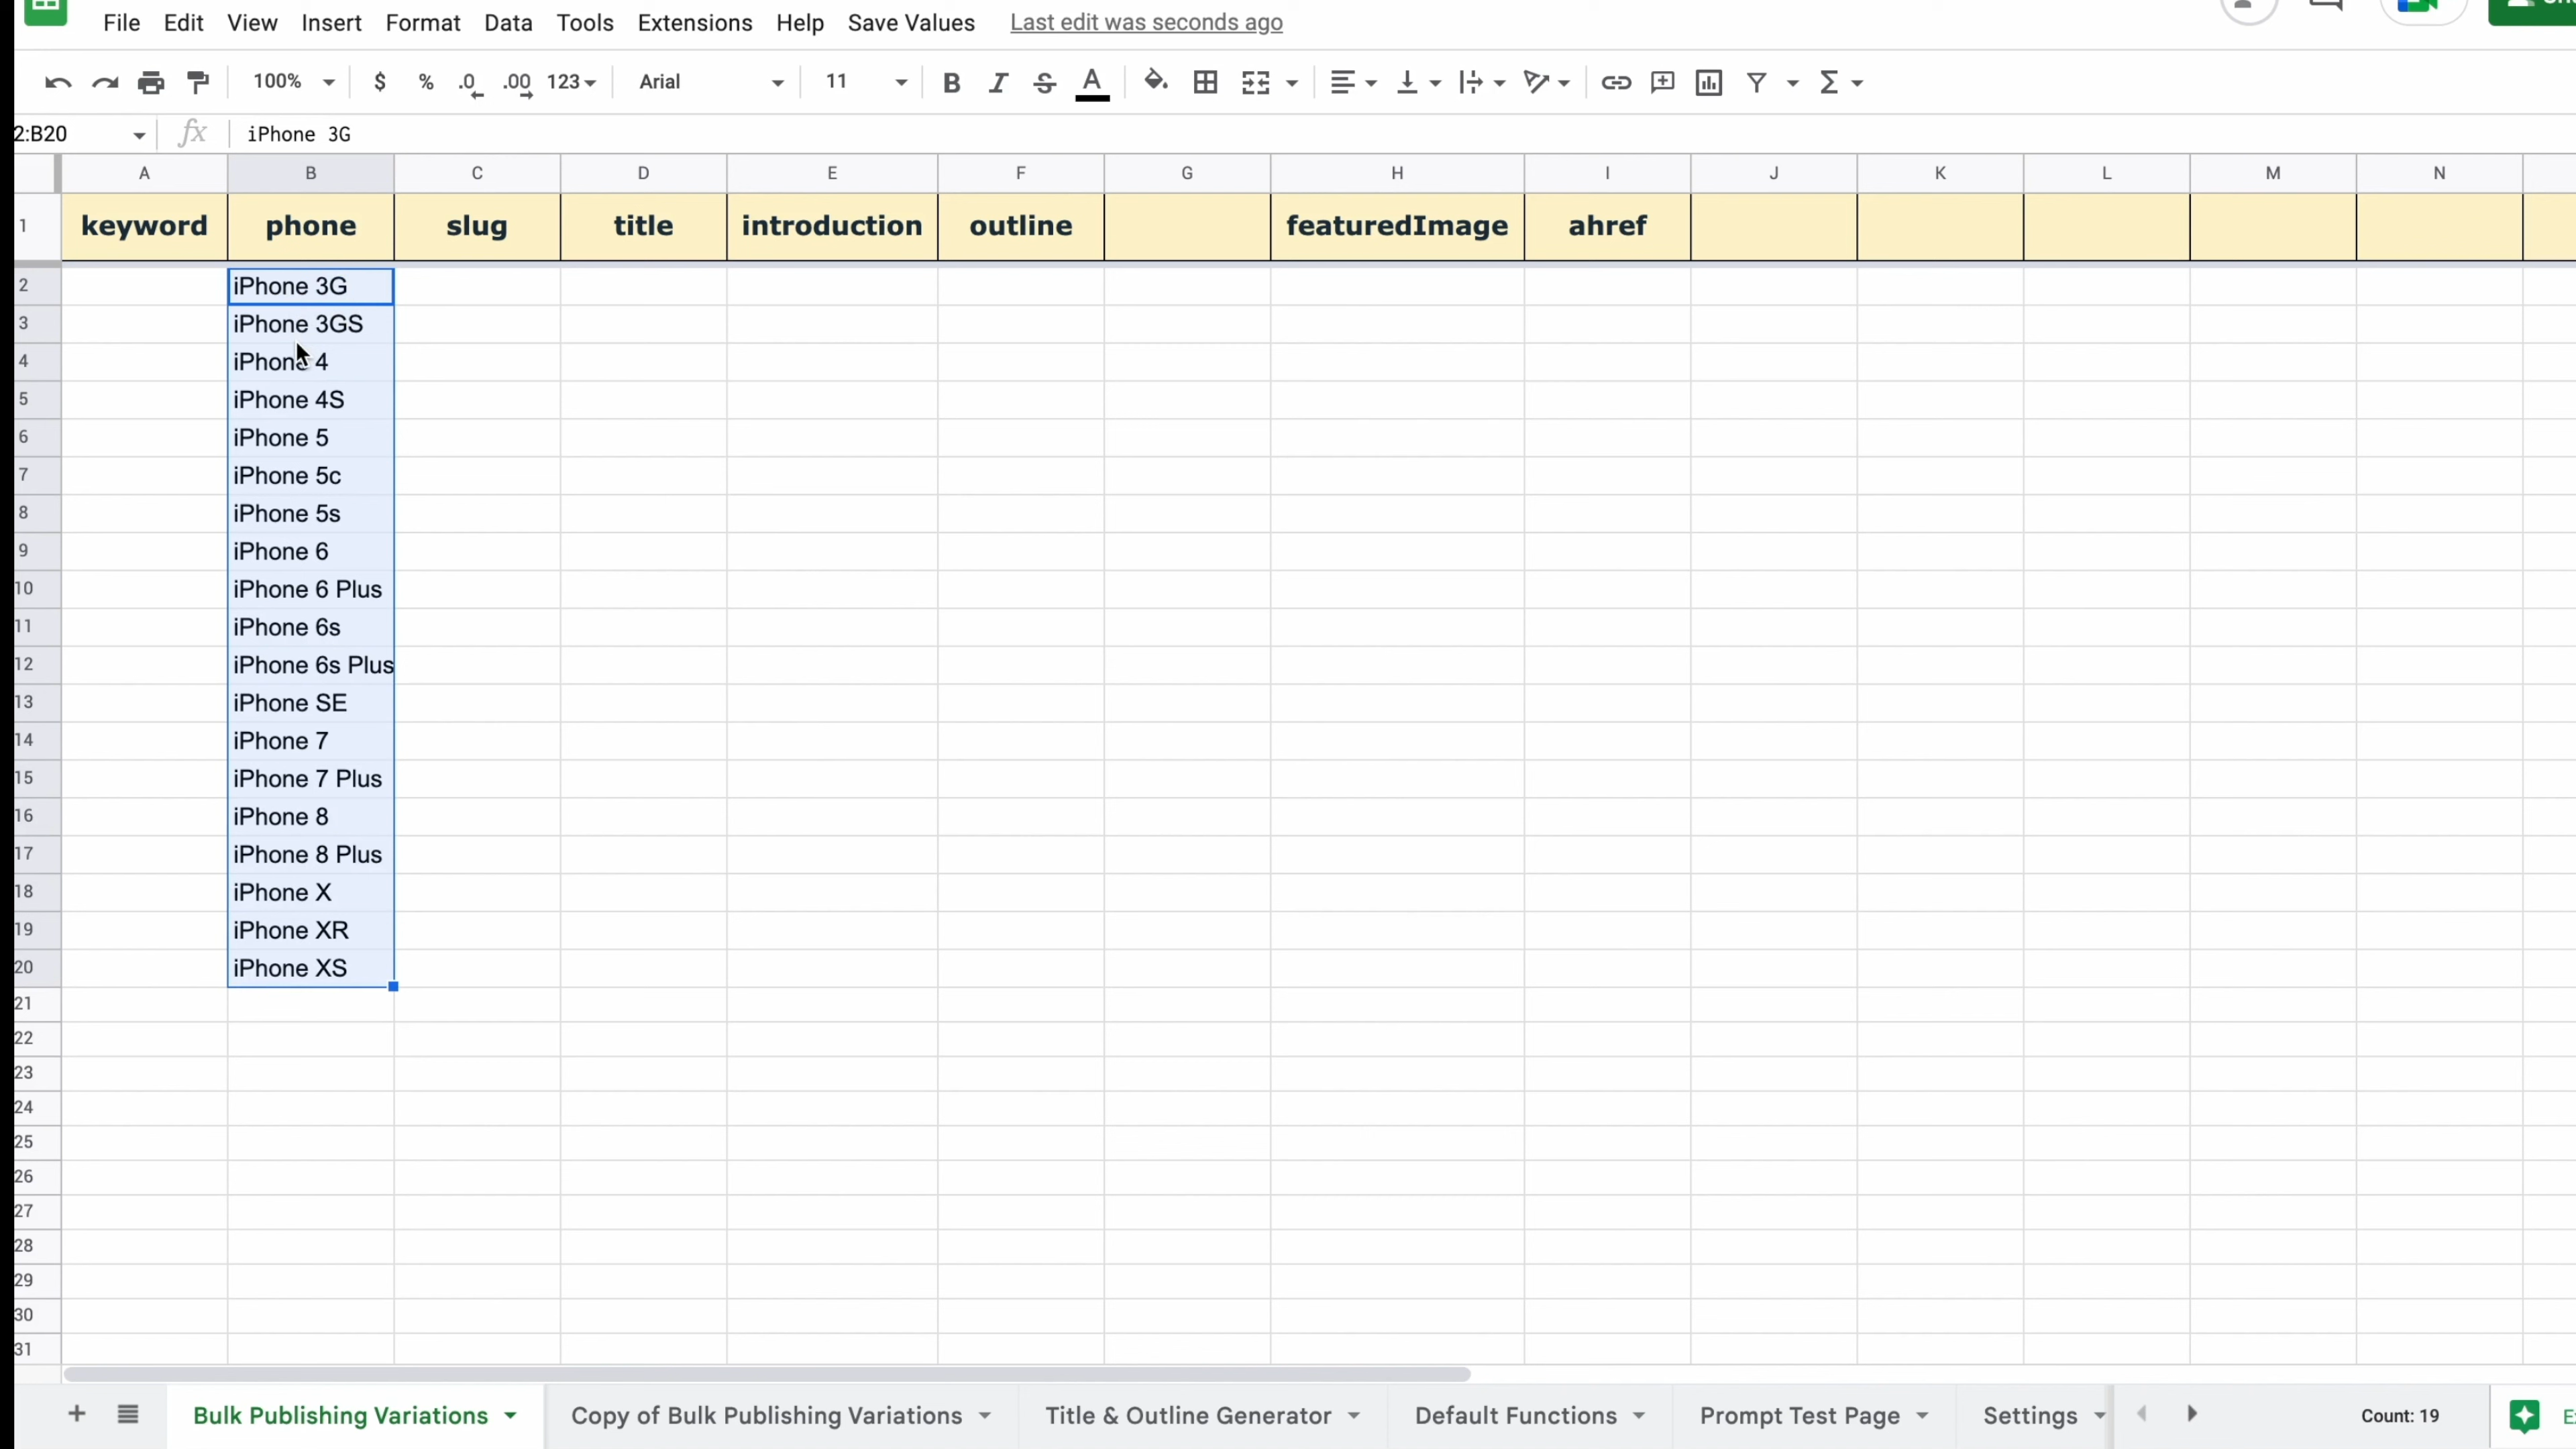 File Edit View Insert Format Data Tools Extensions Help Save Values Last edit was seconds ago
100% $ % .0 .00 123 Arial 11 B I S A Σ
2:B20 fx iPhone 3G
A B C D E F G H I J K L M N
1 keyword phone slug title introduction outline featuredImage ahref
2 iPhone 3G
3 iPhone 3GS
4 iPhone 4
5 iPhone 4S
6 iPhone 5
7 iPhone 5c
8 iPhone 5s
9 iPhone 6
10 iPhone 6 Plus
11 iPhone 6s
12 iPhone 6s Plus
13 iPhone SE
14 iPhone 7
15 iPhone 7 Plus
16 iPhone 8
17 iPhone 8 Plus
18 iPhone X
19 iPhone XR
20 iPhone XS
21
22
23
24
25
26
27
28
29
30
31
+ Bulk Publishing Variations Copy of Bulk Publishing Variations Title & Outline Generator Default Functions Prompt Test Page Settings Count: 19